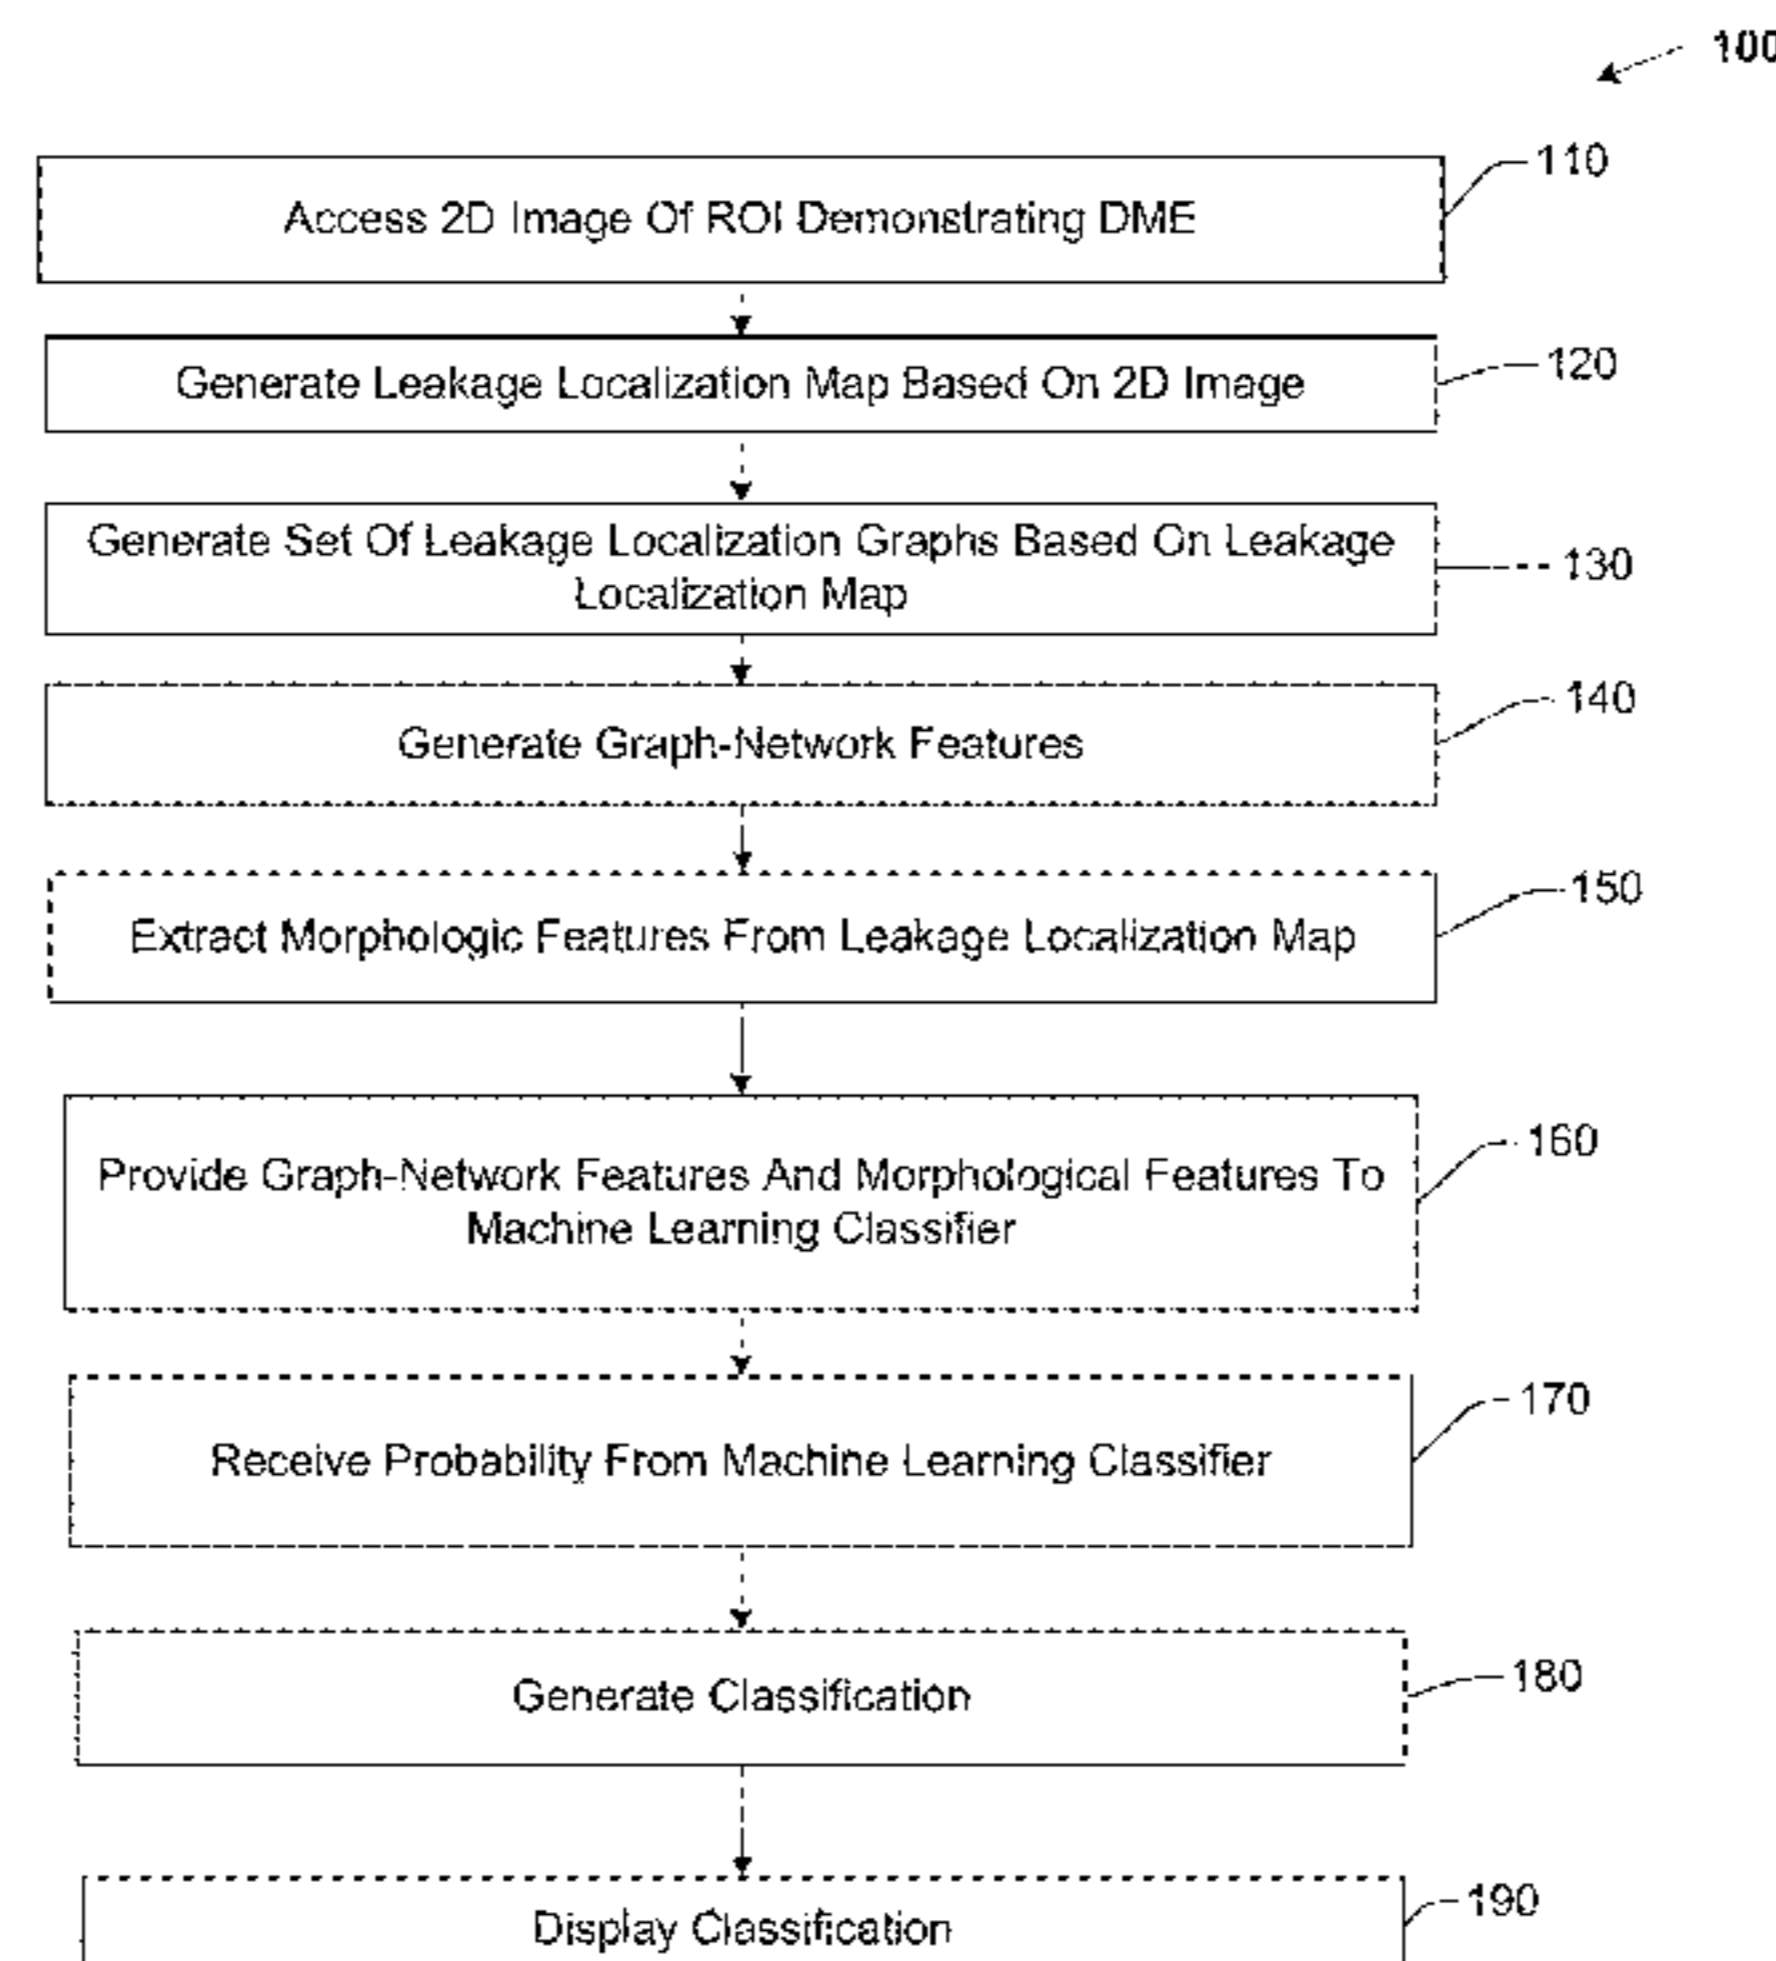 100
110
Access 2D Image Of ROI Demonstrating DME
120
Generate Leakage Localization Map Based On 2D Image
Generate Set Of Leakage Localization Graphs Based On Leakage
130
Localization Map
140
Generate Graph-Network Features
150
Extract Morphologic Features From Leakage Localization Map
160
Provide Graph-Network Features And Morphological Features To
Machine Learning Classifier
170
Receive Probability From Machine Learning Classifier
180
Generate Classification
190
Display Classification